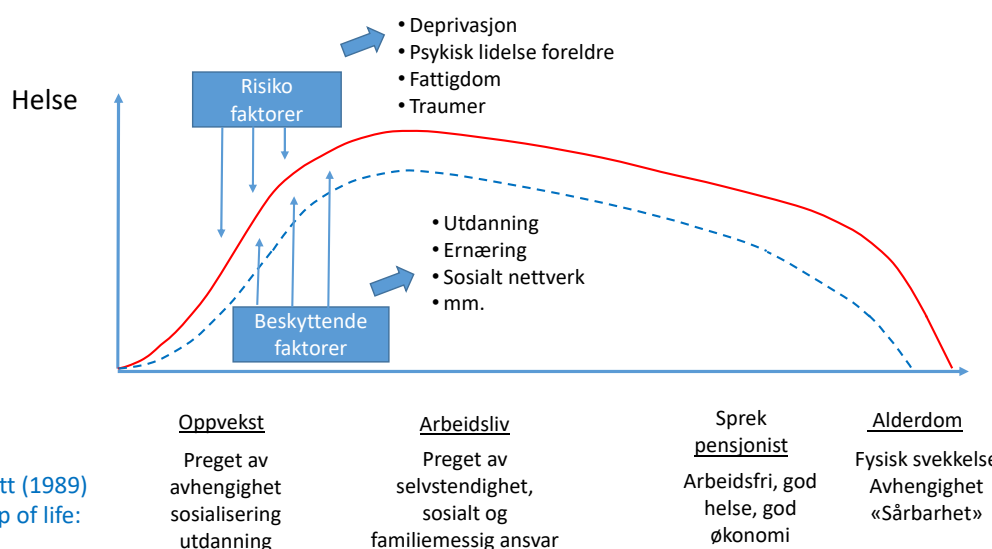 • Deprivasjon
• Psykisk lidelse foreldre
• Fattigdom
• Traumer
Risiko
faktorer
Helse
• Utdanning
• Ernæring
• Sosialt nettverk
• mm.
Beskyttende
faktorer
Oppvekst
Preget av
avhengighet
sosialisering
utdanning
Arbeidsliv
Preget av
selvstendighet,
sosialt og
familiemessig ansvar
Sprek
pensjonist
Arbeidsfri, god
helse, god
økonomi
Alderdom
Fysisk svekkelse
Avhengighet
«Sårbarhet»
tt (1989)
p of life: